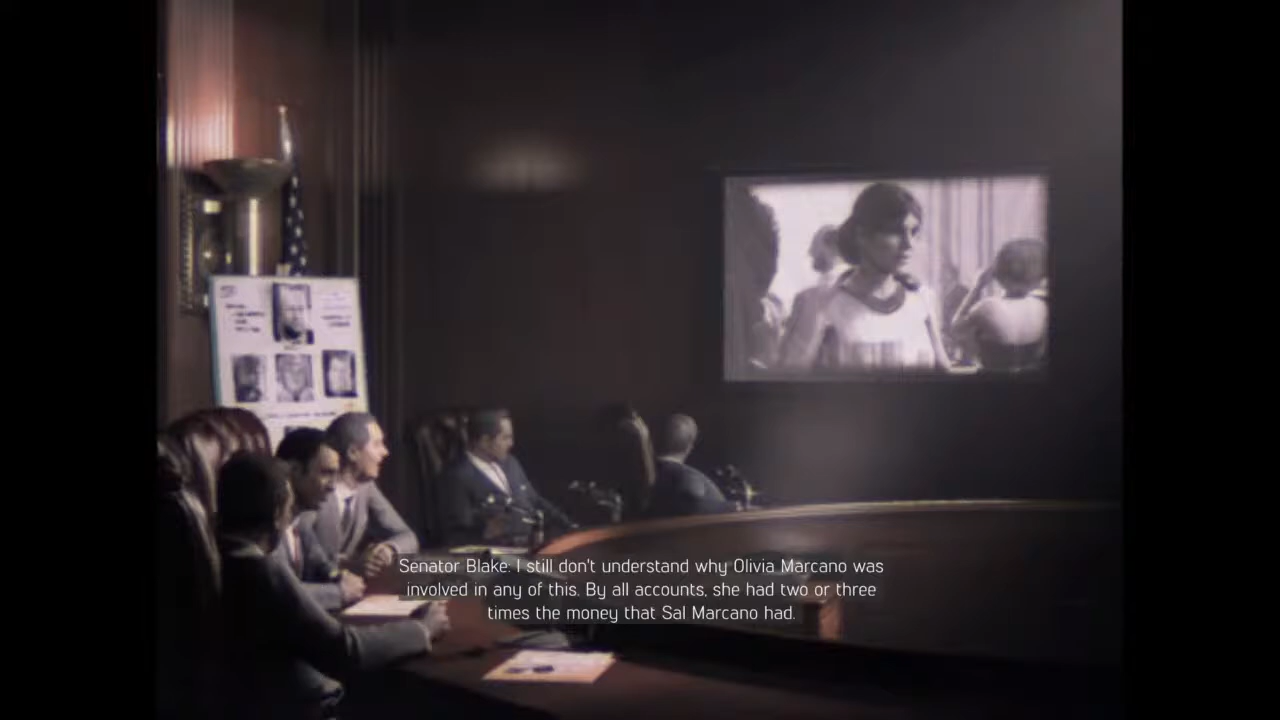 Senator Blake: I still don't understand why Olivia Marcano was
involved in any of this. By all accounts, she had two or three
times the money that Sal Marcano had.